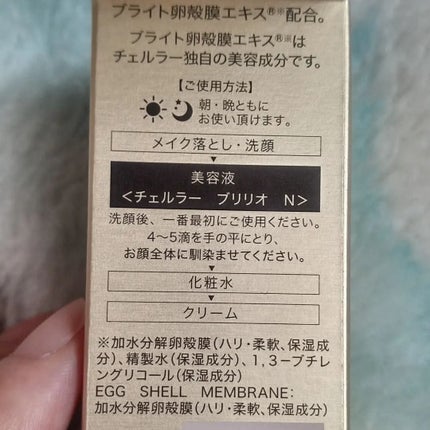 ブライト卵殻膜エキス®※配合。
ブライト卵殻膜エキス®※は
チェルラー独自の美容成分です。
【ご使用方法】
朝・晩ともに
お使い頂けます。
メイク落とし・洗顔
美容液
<チェルラー ブリリオ N>
洗顔後、一番最初にご使用ください。
4〜5滴を手の平にとり、
お顔全体に馴染ませてください。
化粧水
クリーム
※加水分解卵殻膜(ハリ・柔軟、保湿成
分)、精製水(保湿成分)、1,3ーブチレ
ングリコール(保湿成分)
EGG SHELL MEMBRANE:
加水分解卵殻膜(ハリ・柔軟、保湿成分)